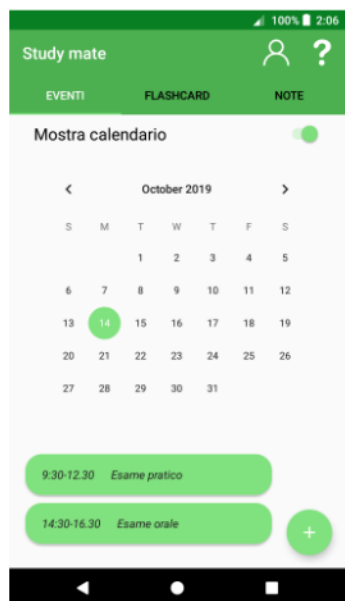 100% 2:06
Study mate ?
EVENTI FLASHCARD NOTE
Mostra calendario
< October 2019 >
S M T W T F S
1 2 3 4 5
6 7 8 9 10 11 12
13 14 15 16 17 18 19
20 21 22 23 24 25 26
27 28 29 30 31
9:30-12.30 Esame pratico
14:30-16.30 Esame orale
+